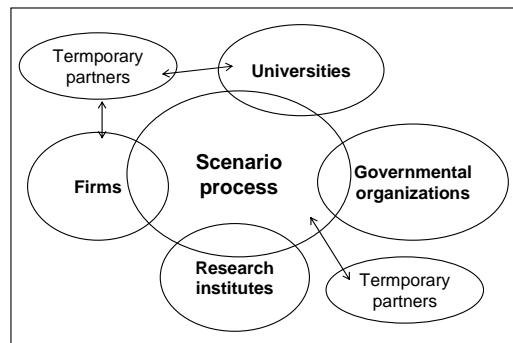 Termporary
partners
Universities
Scenario
process
Firms
Governmental
organizations
Research
institutes
Termporary
partners